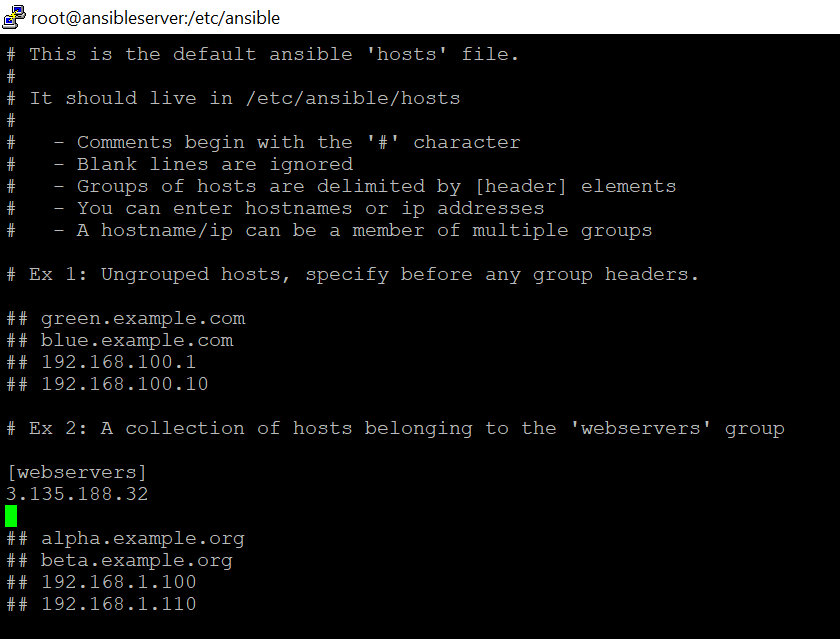 root@ansibleserver:/etc/ansible
# This is the default ansible 'hosts' file.
#
# It should live in /etc/ansible/hosts
#
#   - Comments begin with the '#' character
#   - Blank lines are ignored
#   - Groups of hosts are delimited by [header] elements
#   - You can enter hostnames or ip addresses
#   - A hostname/ip can be a member of multiple groups
# Ex 1: Ungrouped hosts, specify before any group headers.
## green.example.com
## blue.example.com
## 192.168.100.1
## 192.168.100.10
# Ex 2: A collection of hosts belonging to the 'webservers' group
[webservers]
3.135.188.32
## alpha.example.org
## beta.example.org
## 192.168.1.100
## 192.168.1.110